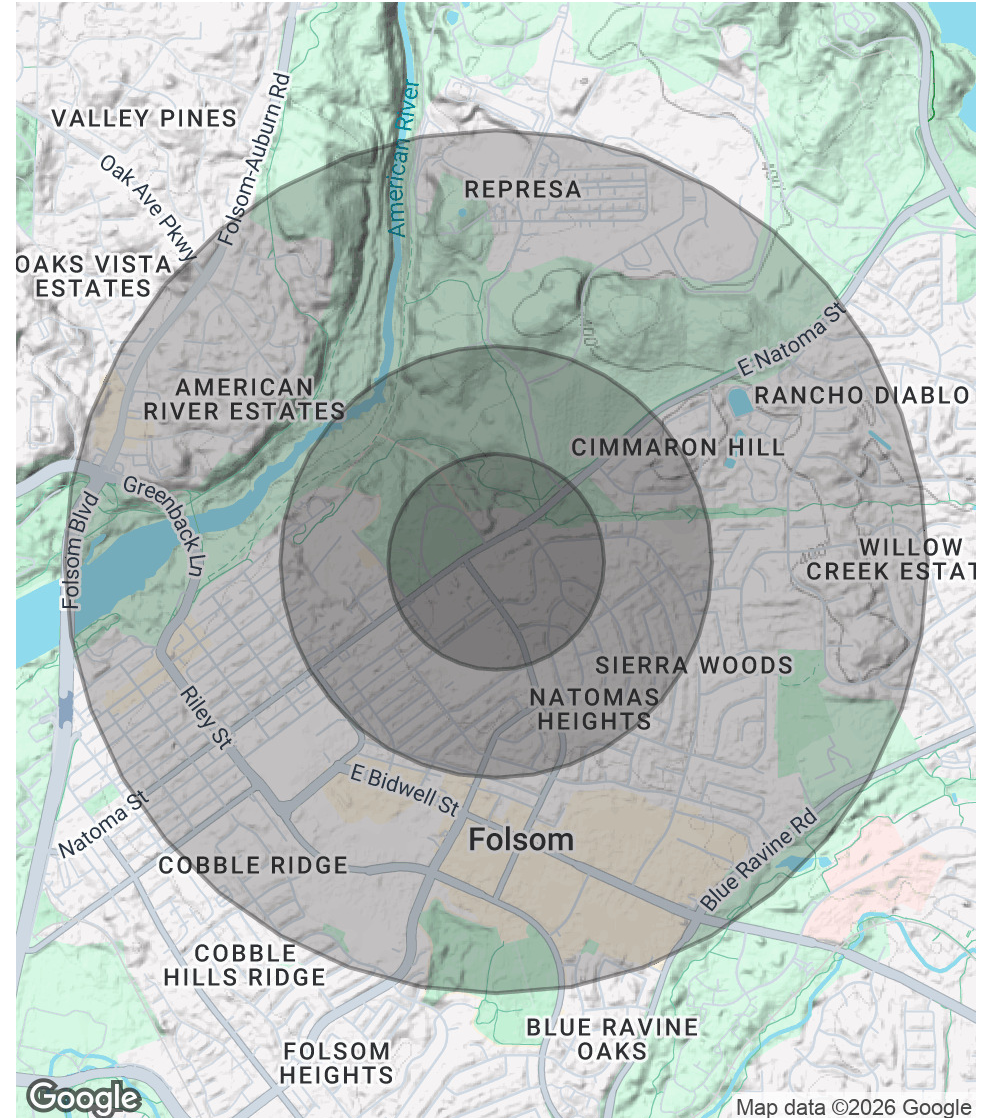 VALLEY PINES
Folsom-Auburn Rd
American River
Oak Ave Pkwy
REPRESA
400
OAKS VISTA
ESTATES
E Natoma St
400
AMERICAN
RIVER ESTATES
RANCHO DIABLO
CIMMARON HILL
Greenback Ln
Folsom Blvd
400
WILLOW
CREEK ESTAT
SIERRA WOODS
NATOMAS
HEIGHTS
Riley St
E Bidwell St
Natoma St
Folsom
Blue Ravine Rd
COBBLE RIDGE
COBBLE
HILLS RIDGE
BLUE RAVINE
OAKS
FOLSOM
HEIGHTS
Google
Map data ©2026 Google